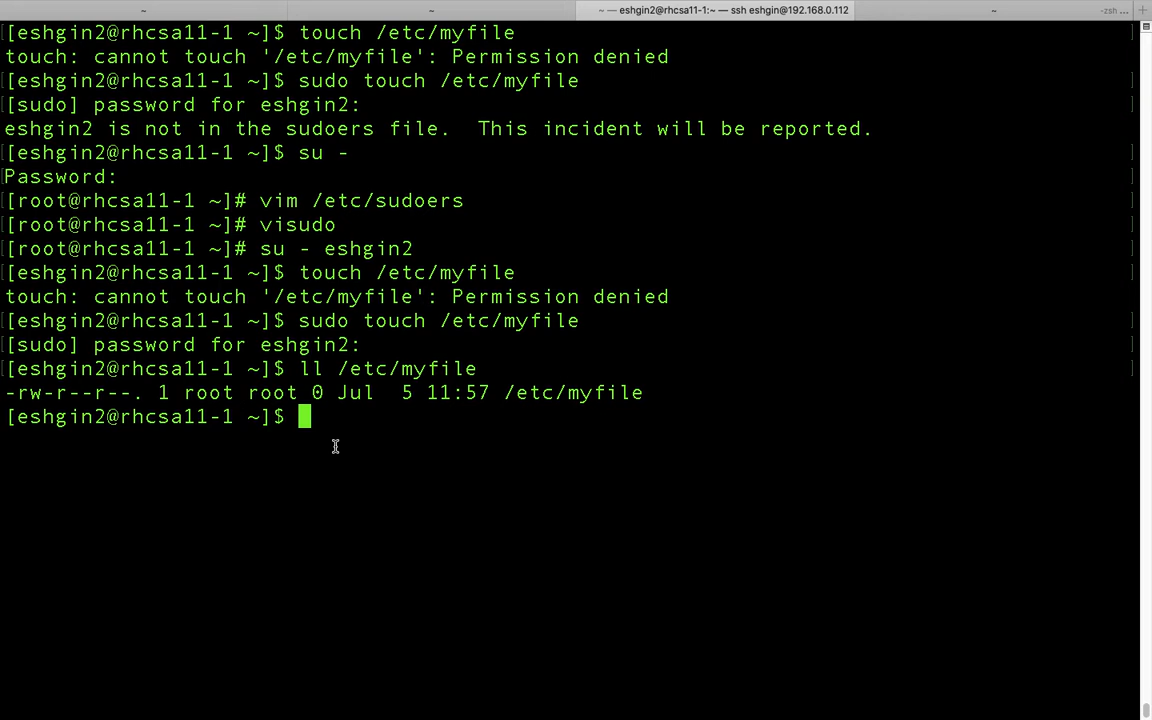 ~
~
~ — eshgin2@rhcsa11-1:~ — ssh eshgin@192.168.0.112
~
-zsh ...
[eshgin2@rhcsa11-1 ~]$ touch /etc/myfile
touch: cannot touch '/etc/myfile': Permission denied
[eshgin2@rhcsa11-1 ~]$ sudo touch /etc/myfile
[sudo] password for eshgin2:
eshgin2 is not in the sudoers file.  This incident will be reported.
[eshgin2@rhcsa11-1 ~]$ su -
Password:
[root@rhcsa11-1 ~]# vim /etc/sudoers
[root@rhcsa11-1 ~]# visudo
[root@rhcsa11-1 ~]# su - eshgin2
[eshgin2@rhcsa11-1 ~]$ touch /etc/myfile
touch: cannot touch '/etc/myfile': Permission denied
[eshgin2@rhcsa11-1 ~]$ sudo touch /etc/myfile
[sudo] password for eshgin2:
[eshgin2@rhcsa11-1 ~]$ ll /etc/myfile
-rw-r--r--. 1 root root 0 Jul  5 11:57 /etc/myfile
[eshgin2@rhcsa11-1 ~]$